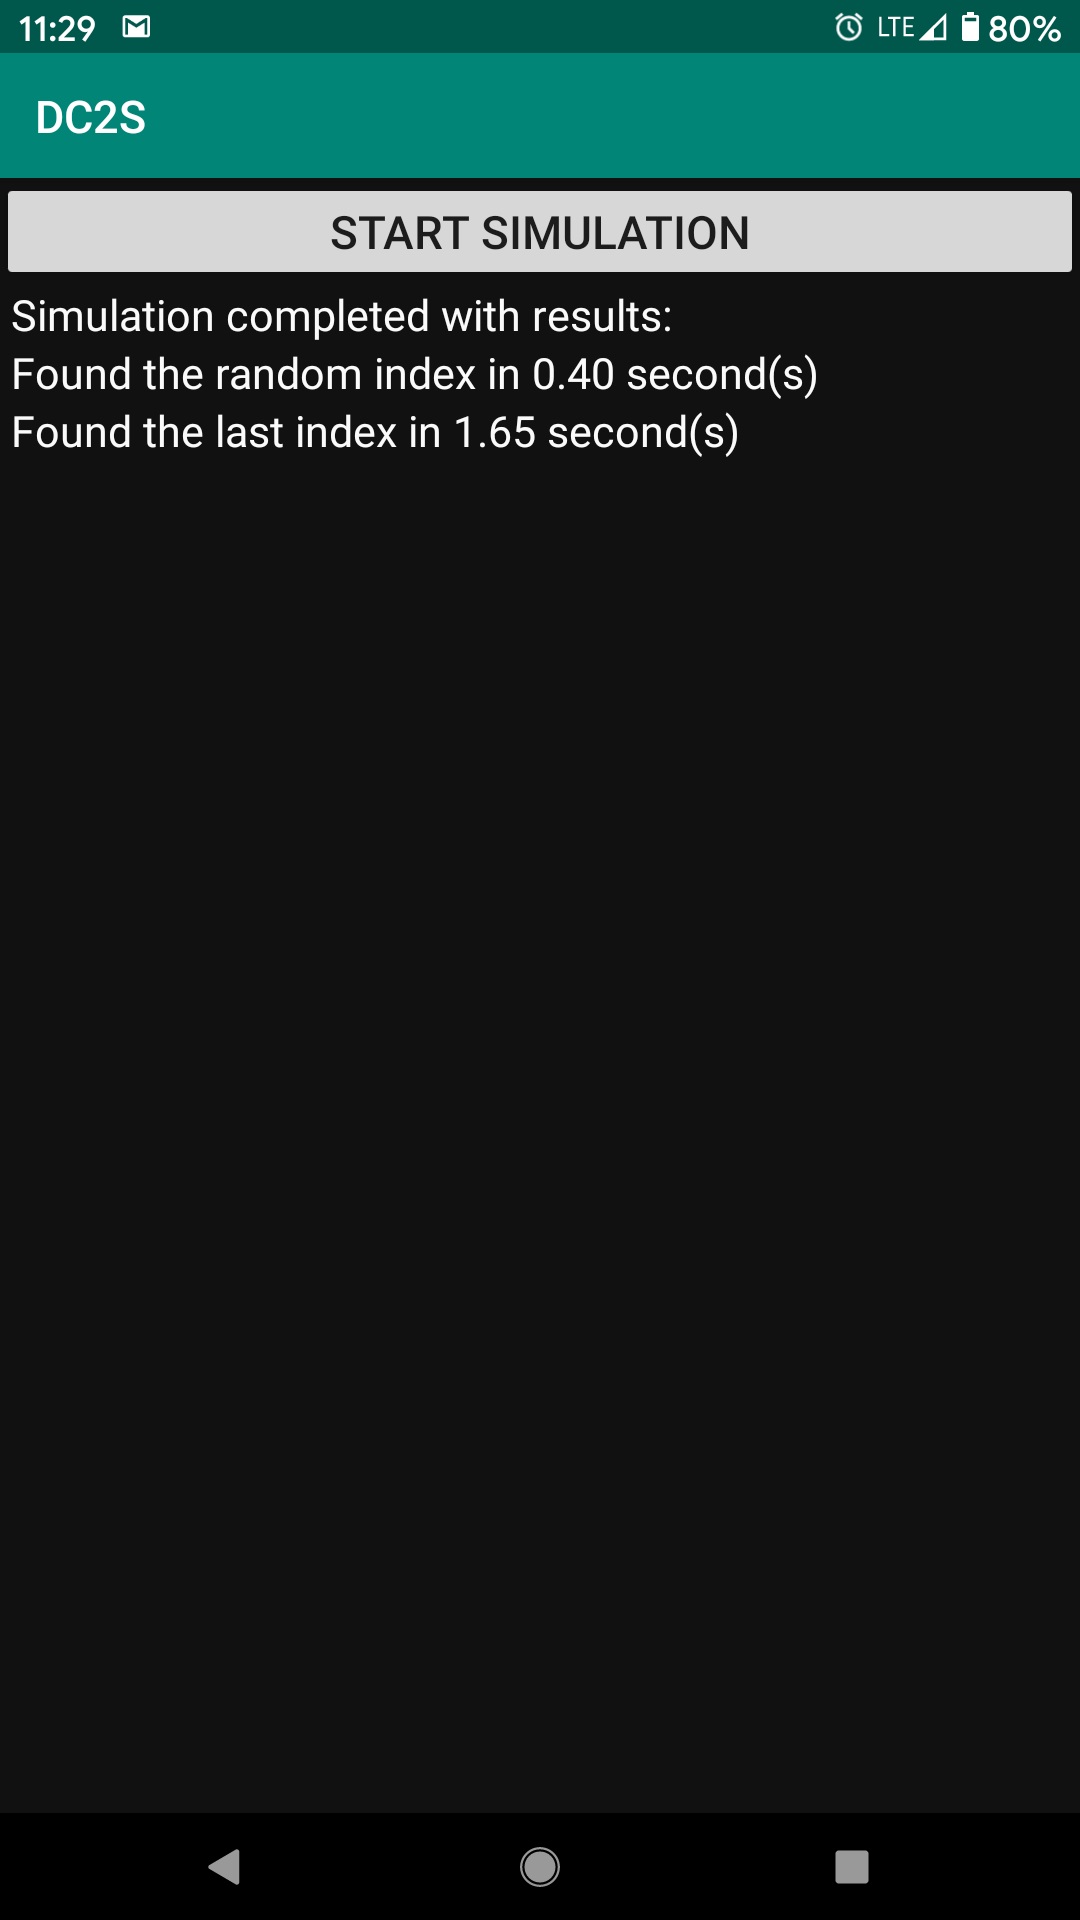 11:29 LTE 80%
DC2S
START SIMULATION
Simulation completed with results:
Found the random index in 0.40 second(s)
Found the last index in 1.65 second(s)